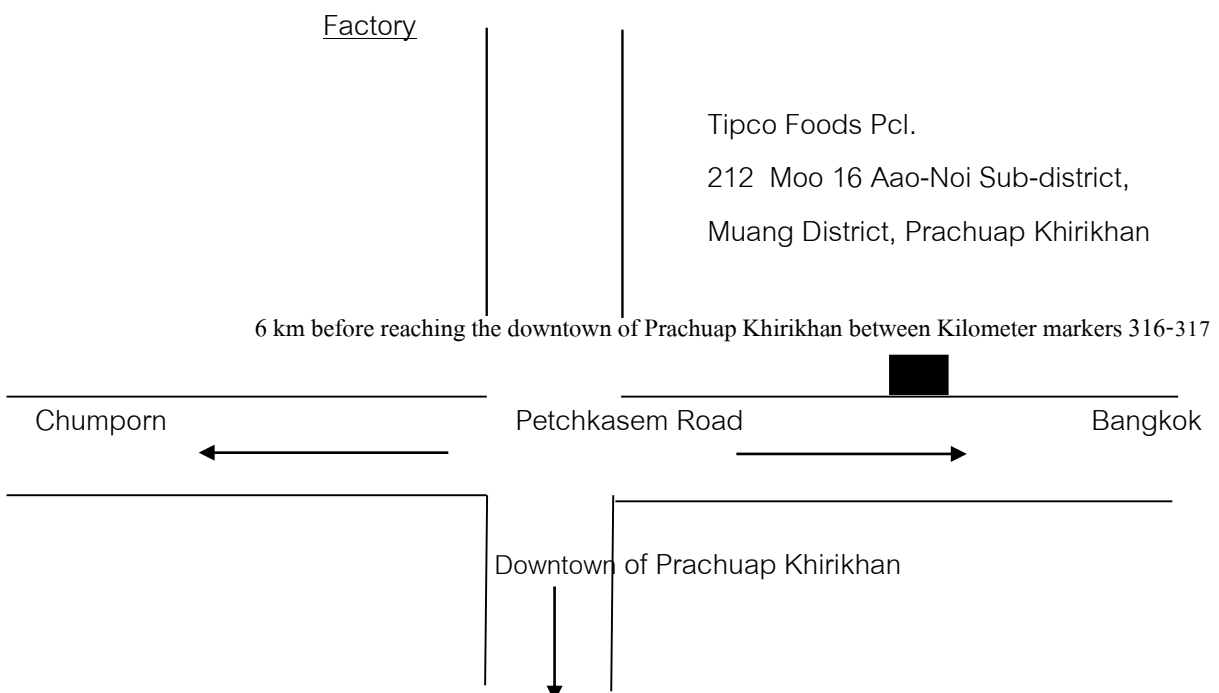 Factory
Tipco Foods Pcl.
212 Moo 16 Aao-Noi Sub-district,
Muang District, Prachuap Khirikhan
6 km before reaching the downtown of Prachuap Khirikhan between Kilometer markers 316-317
Chumporn Petchkasem Road Bangkok
Downtown of Prachuap Khirikhan